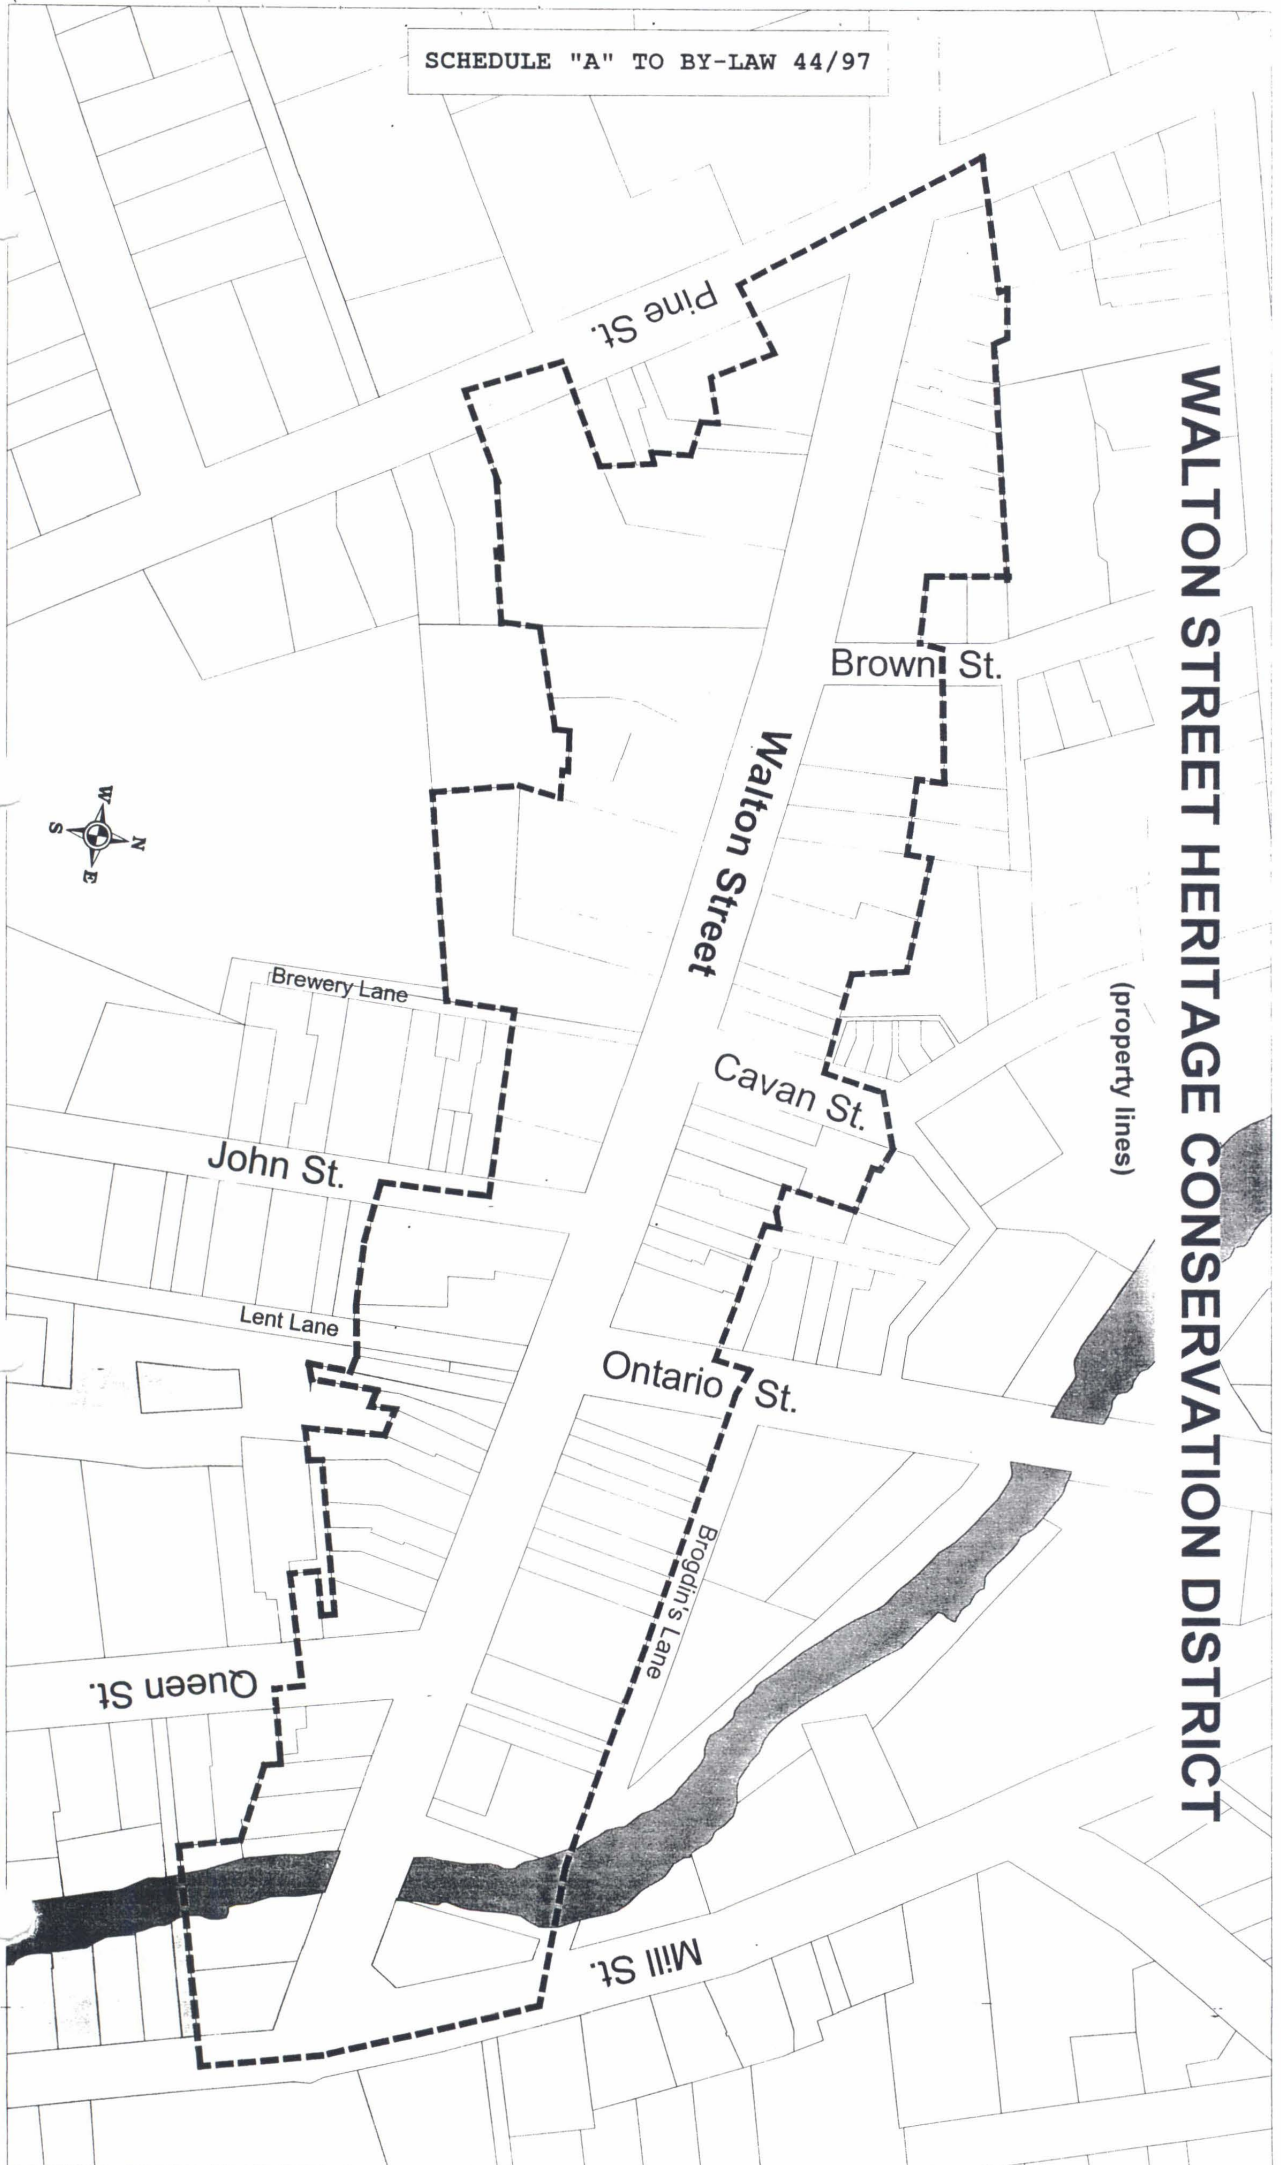 SCHEDULE "A" TO BY-LAW 44/97
WALTON STREET HERITAGE CONSERVATION DISTRICT
(property lines)
Pine St.
Brown St.
Walton Street
W
N
S
E
Brewery Lane
Cavan St.
John St.
Lent Lane
Ontario St.
Brogdin's Lane
Queen St.
Mill St.